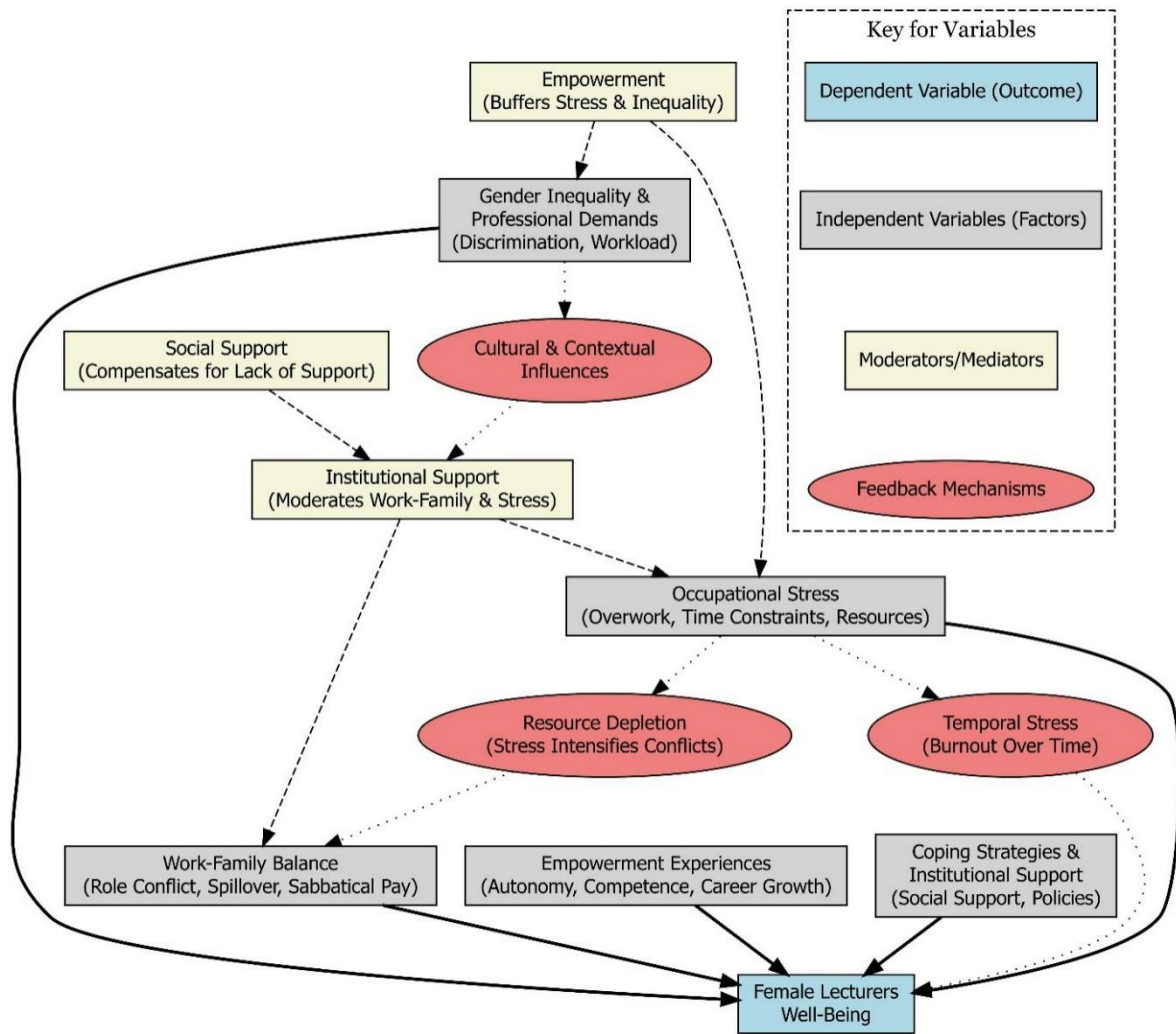 Key for Variables
Dependent Variable (Outcome)
Independent Variables (Factors)
Moderators/Mediators
Feedback Mechanisms
Empowerment
(Buffers Stress & Inequality)
Gender Inequality &
Professional Demands
(Discrimination, Workload)
Social Support
(Compensates for Lack of Support)
Cultural & Contextual
Influences
Institutional Support
(Moderates Work-Family & Stress)
Occupational Stress
(Overwork, Time Constraints, Resources)
Resource Depletion
(Stress Intensifies Conflicts)
Temporal Stress
(Burnout Over Time)
Work-Family Balance
(Role Conflict, Spillover, Sabbatical Pay)
Empowerment Experiences
(Autonomy, Competence, Career Growth)
Coping Strategies &
Institutional Support
(Social Support, Policies)
Female Lecturers
Well-Being